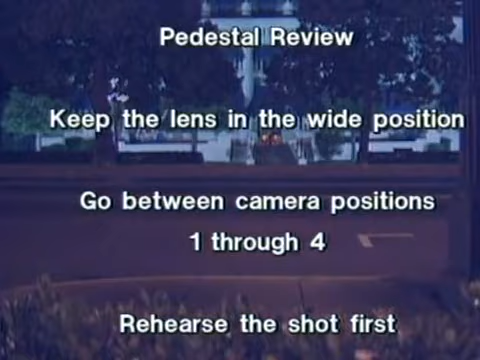 Pedestal Review
Keep the lens in the wide position
Go between camera positions
1 through 4
Rehearse the shot first